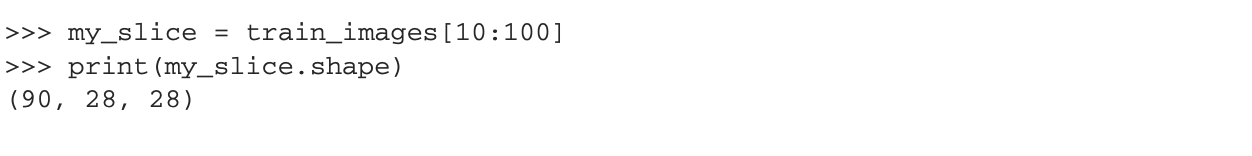 >>> my_slice = train_images[10:100]
>>> print(my_slice.shape)
(90, 28, 28)